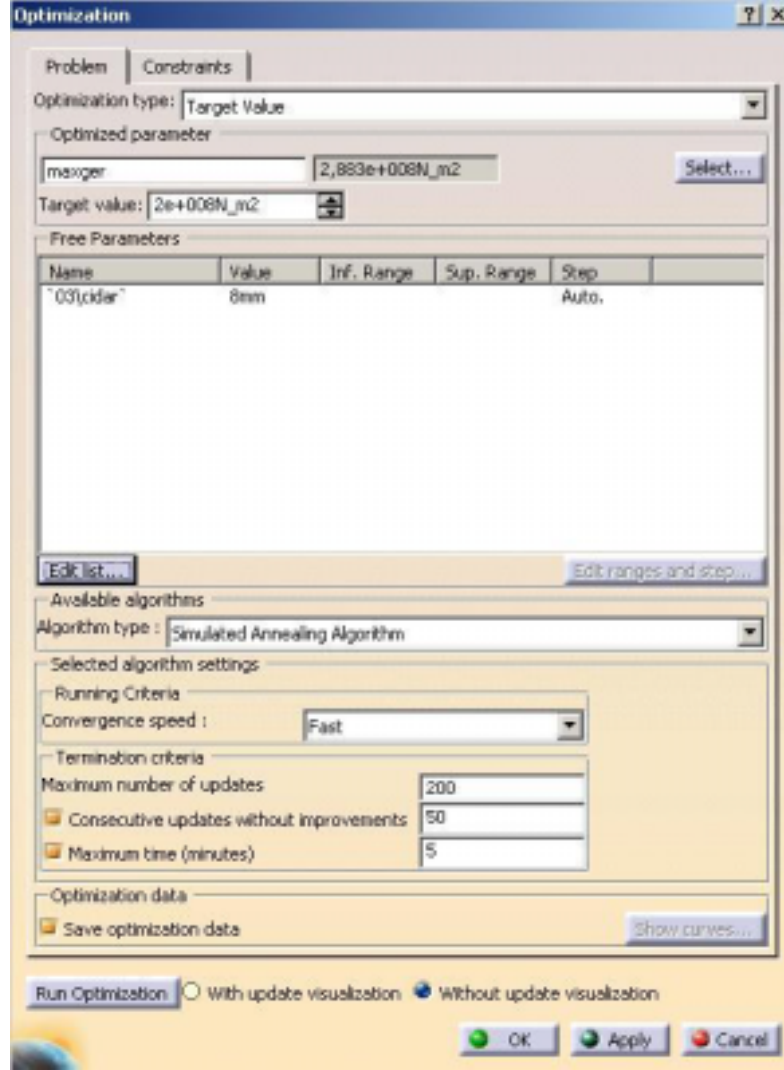 Optimization
Problem Constraints
Optimization type: Target Value
Optimized parameter
maxger 2,883e+008N_m2 Select...
Target value: 2e+008N_m2
Free Parameters
Name Value Inf. Range Sup. Range Step
`03\cidar` 8mm Auto.
Edit list... Edit ranges and step...
Available algorithms
Algorithm type : Simulated Annealing Algorithm
Selected algorithm settings
Running Criteria
Convergence speed : Fast
Termination criteria
Maximum number of updates 200
Consecutive updates without improvements 50
Maximum time (minutes) 5
Optimization data
Save optimization data Show curves...
Run Optimization With update visualization Without update visualization
OK Apply Cancel